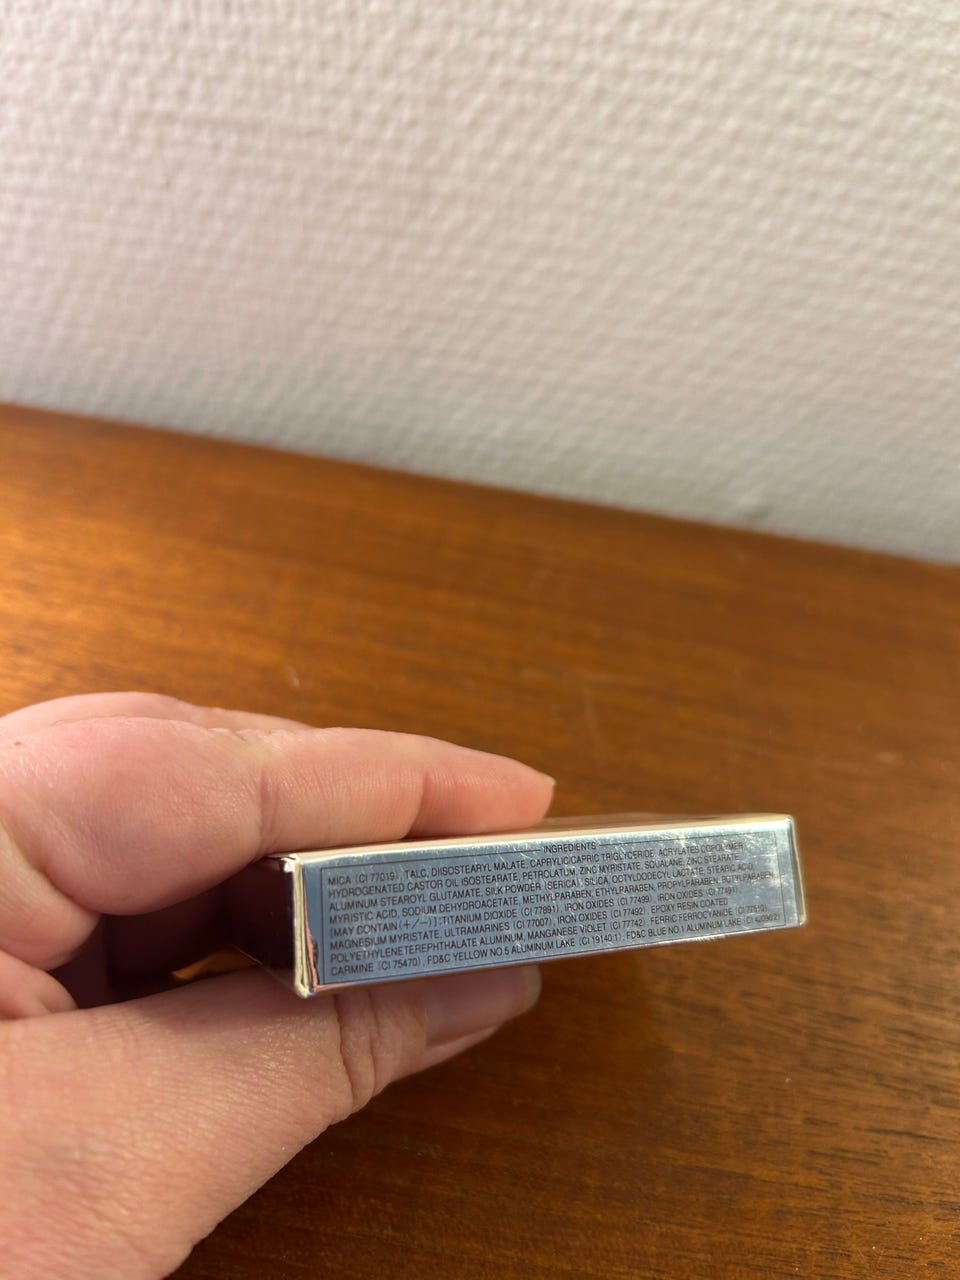 INGREDIENTS
MICA (CI 77019), TALC, DIISOSTEARYL MALATE, CAPRYLIC/CAPRIC TRIGLYCERIDE, ACRYLATES COPOLYMER,
HYDROGENATED CASTOR OIL ISOSTEARATE, PETROLATUM, ZINC MYRISTATE, SQUALANE, ZINC STEARATE,
ALUMINUM STEAROYL GLUTAMATE, SILK POWDER (SERICA), SILICA, OCTYLDODECYL LACTATE, STEARIC ACID,
MYRISTIC ACID, SODIUM DEHYDROACETATE, METHYLPARABEN, ETHYLPARABEN, PROPYLPARABEN, BUTYLPARABEN,
[MAY CONTAIN (+/-)]: TITANIUM DIOXIDE (CI 77891), IRON OXIDES (CI 77499), IRON OXIDES (CI 77491),
MAGNESIUM MYRISTATE, ULTRAMARINES (CI 77007), IRON OXIDES (CI 77492), EPOXY RESIN COATED
POLYETHYLENETEREPHTHALATE ALUMINUM, MANGANESE VIOLET (CI 77742), FERRIC FERROCYANIDE (CI 77510),
CARMINE (CI 75470), FD&C YELLOW NO.5 ALUMINUM LAKE (CI 19140:1), FD&C BLUE NO.1 ALUMINUM LAKE (CI 42090:2)